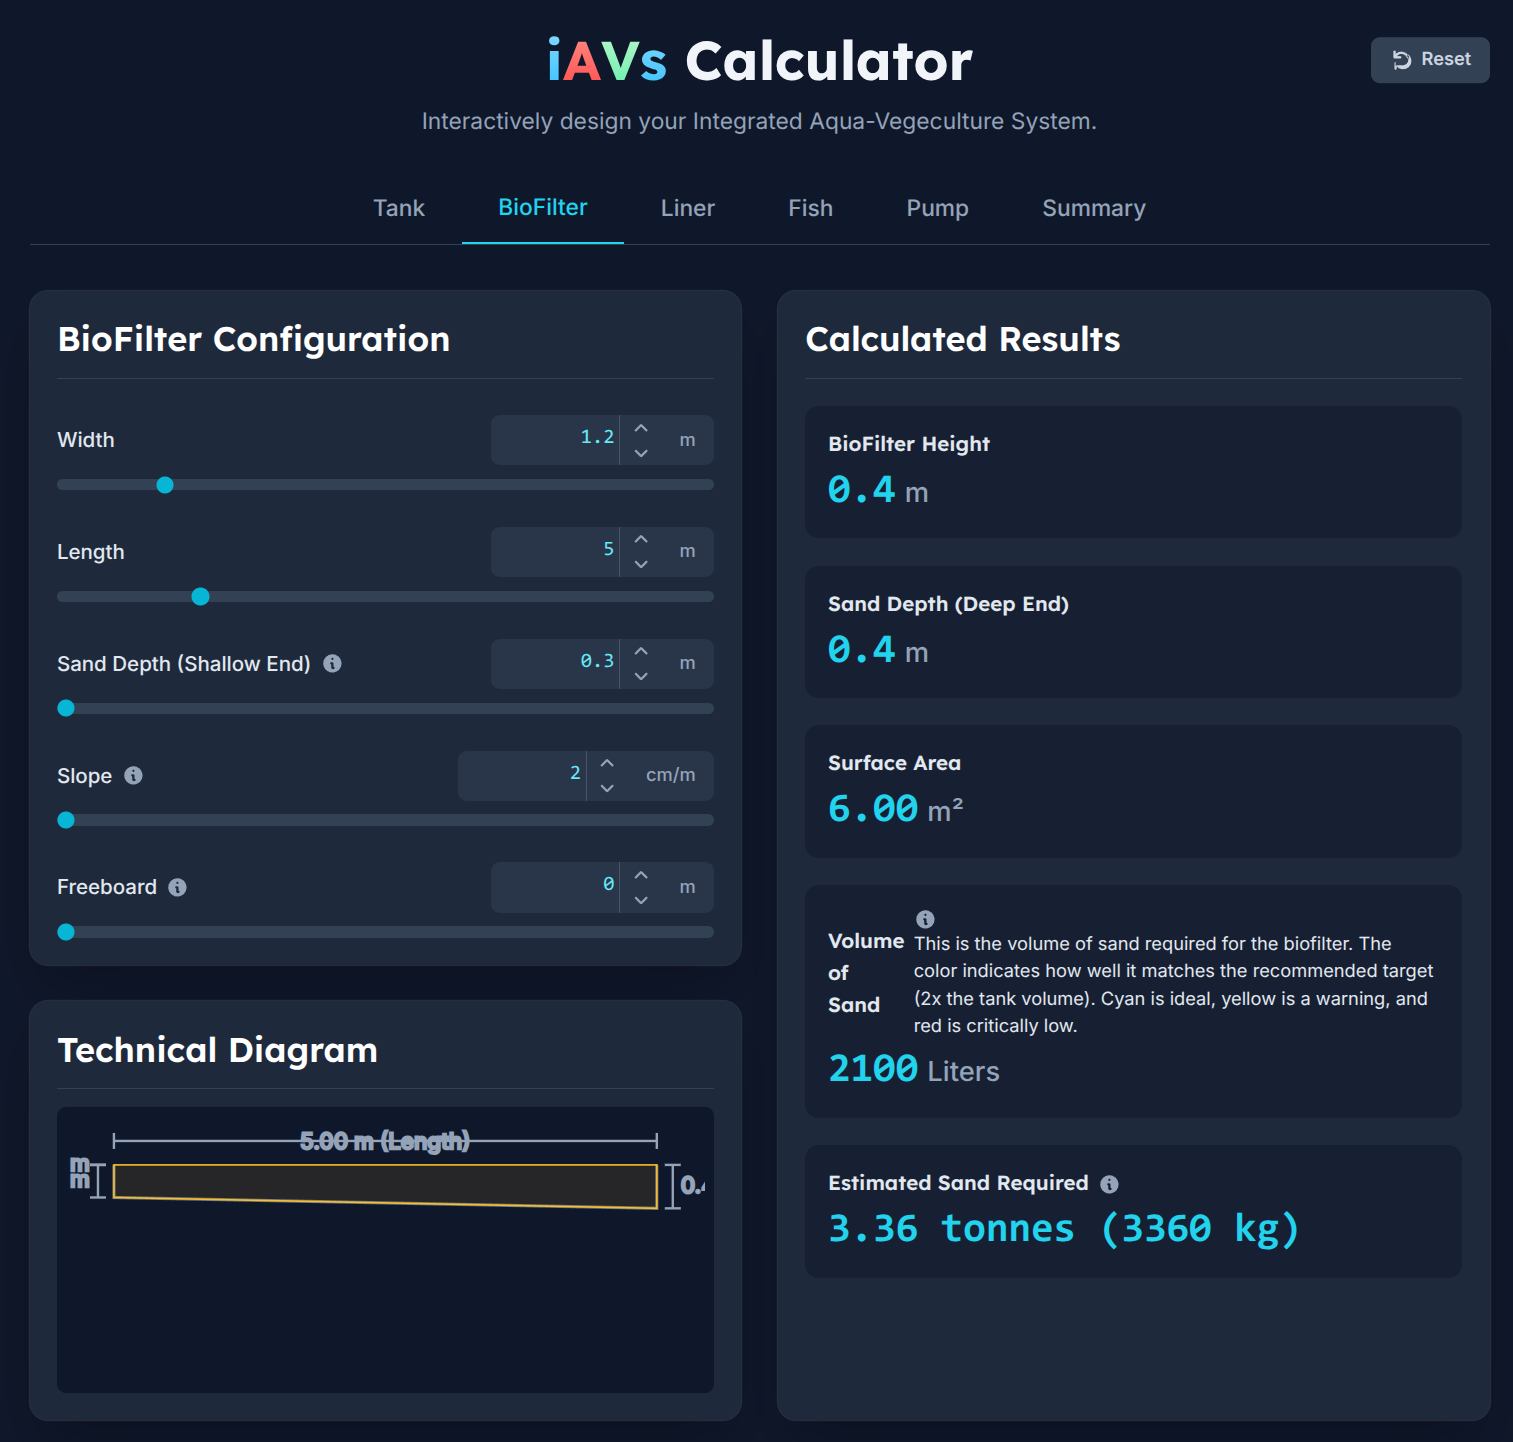 iAVs Calculator
Reset
Interactively design your Integrated Aqua-Vegeculture System.
Tank
BioFilter
Liner
Fish
Pump
Summary
BioFilter Configuration
Width
1.2
m
Length
5
m
Sand Depth (Shallow End)
0.3
m
Slope
2
cm/m
Freeboard
0
m
Technical Diagram
5.00 m (Length)
m
m
Calculated Results
BioFilter Height
0.4 m
Sand Depth (Deep End)
0.4 m
Surface Area
6.00 m²
Volume
of
Sand
This is the volume of sand required for the biofilter. The
color indicates how well it matches the recommended target
(2x the tank volume). Cyan is ideal, yellow is a warning, and
red is critically low.
2100 Liters
Estimated Sand Required
3.36 tonnes (3360 kg)